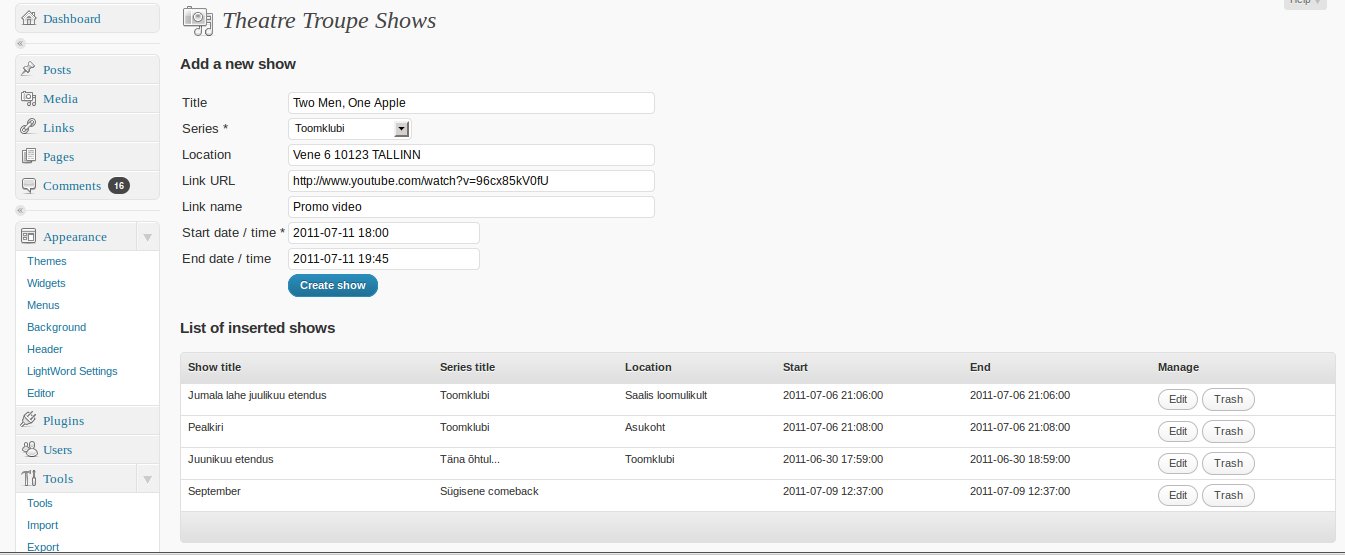 Help
Dashboard
Theatre Troupe Shows
Posts
Media
Links
Pages
Comments 16
Appearance
Themes
Widgets
Menus
Background
Header
LightWord Settings
Editor
Plugins
Users
Tools
Tools
Import
Export
Add a new show
Title Two Men, One Apple
Series * Toomklubi
Location Vene 6 10123 TALLINN
Link URL http://www.youtube.com/watch?v=96cx85kV0fU
Link name Promo video
Start date / time * 2011-07-11 18:00
End date / time 2011-07-11 19:45
Create show
List of inserted shows
Show title Series title Location Start End Manage
Jumala lahe juulikuu etendus Toomklubi Saalis loomulikult 2011-07-06 21:06:00 2011-07-06 21:06:00 Edit Trash
Pealkiri Toomklubi Asukoht 2011-07-06 21:08:00 2011-07-06 21:08:00 Edit Trash
Juunikuu etendus Täna õhtul... Toomklubi 2011-06-30 17:59:00 2011-06-30 18:59:00 Edit Trash
September Sügisene comeback 2011-07-09 12:37:00 2011-07-09 12:37:00 Edit Trash